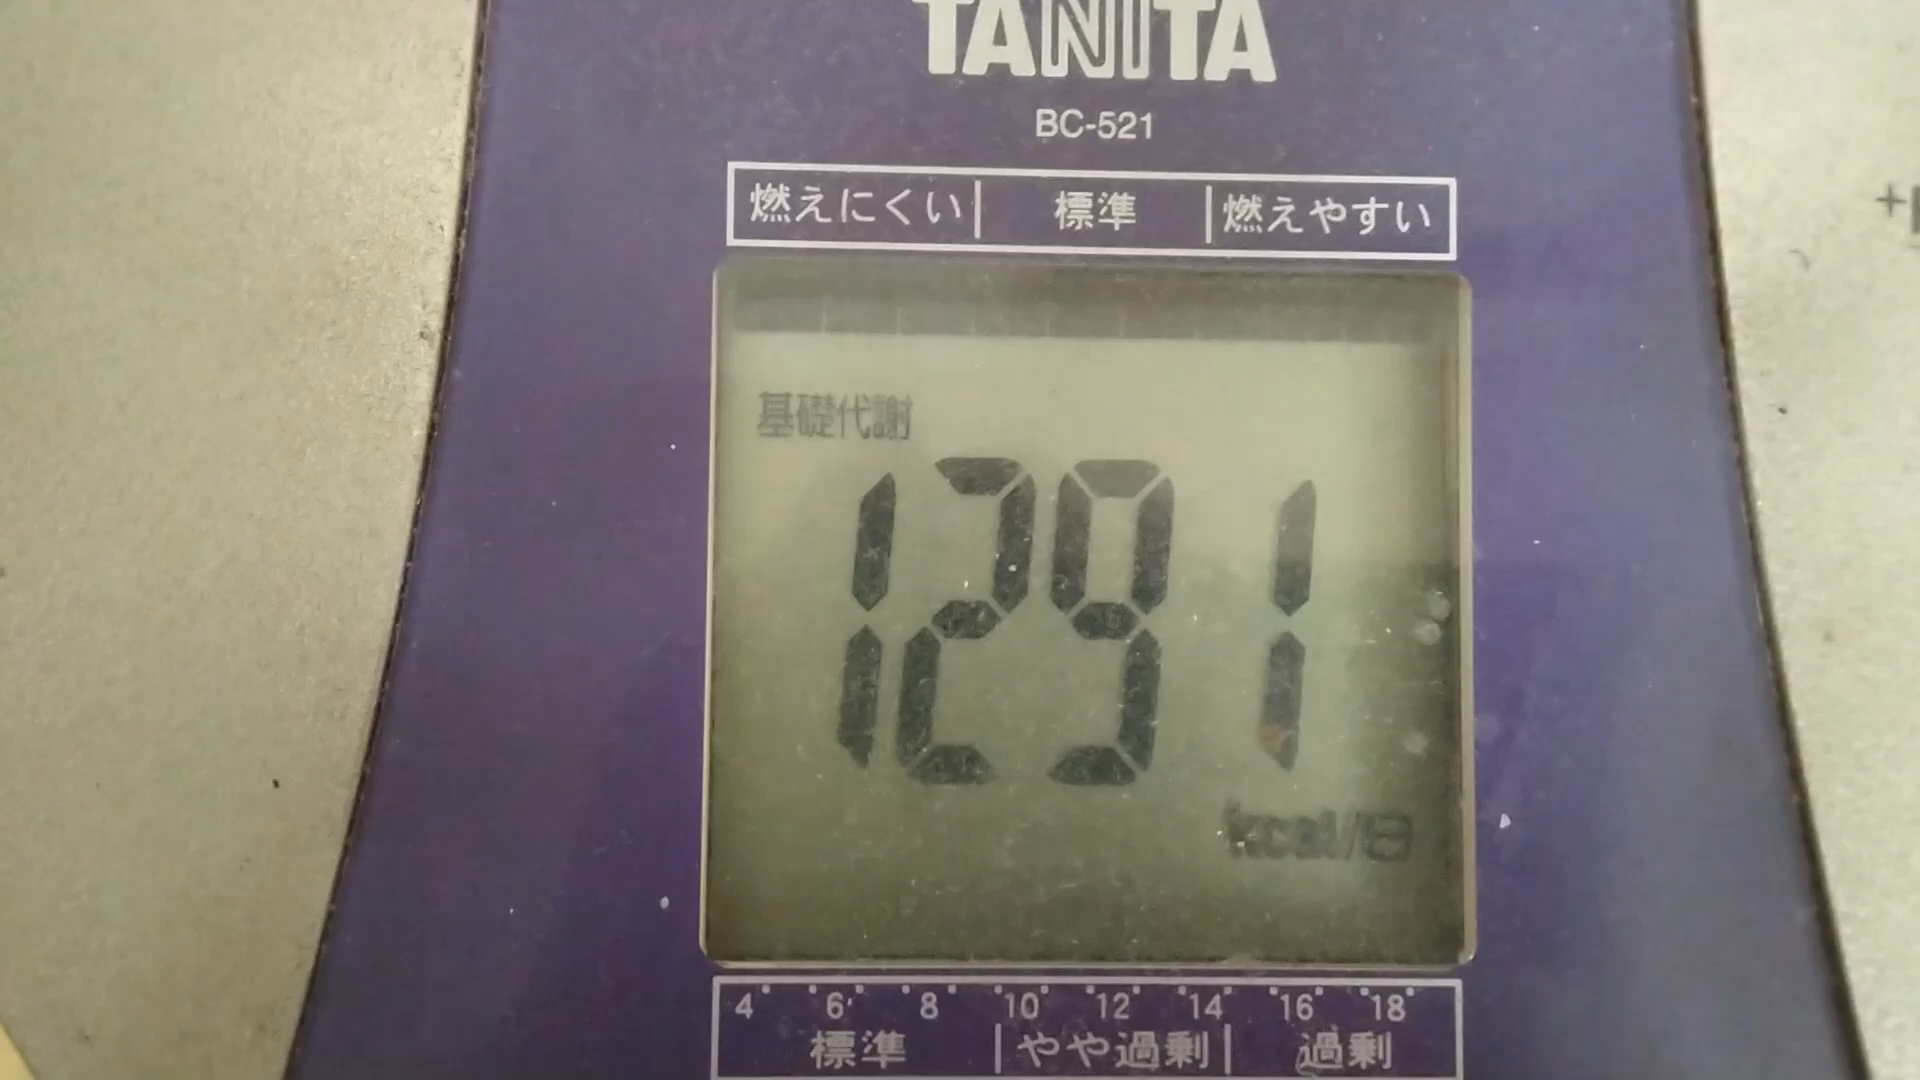 TANITA
BC-521
燃えにくい 標準 燃えやすい
基礎代謝
1291
kcal/日
4 6 8 10 12 14 16 18
標準 やや過剰 過剰